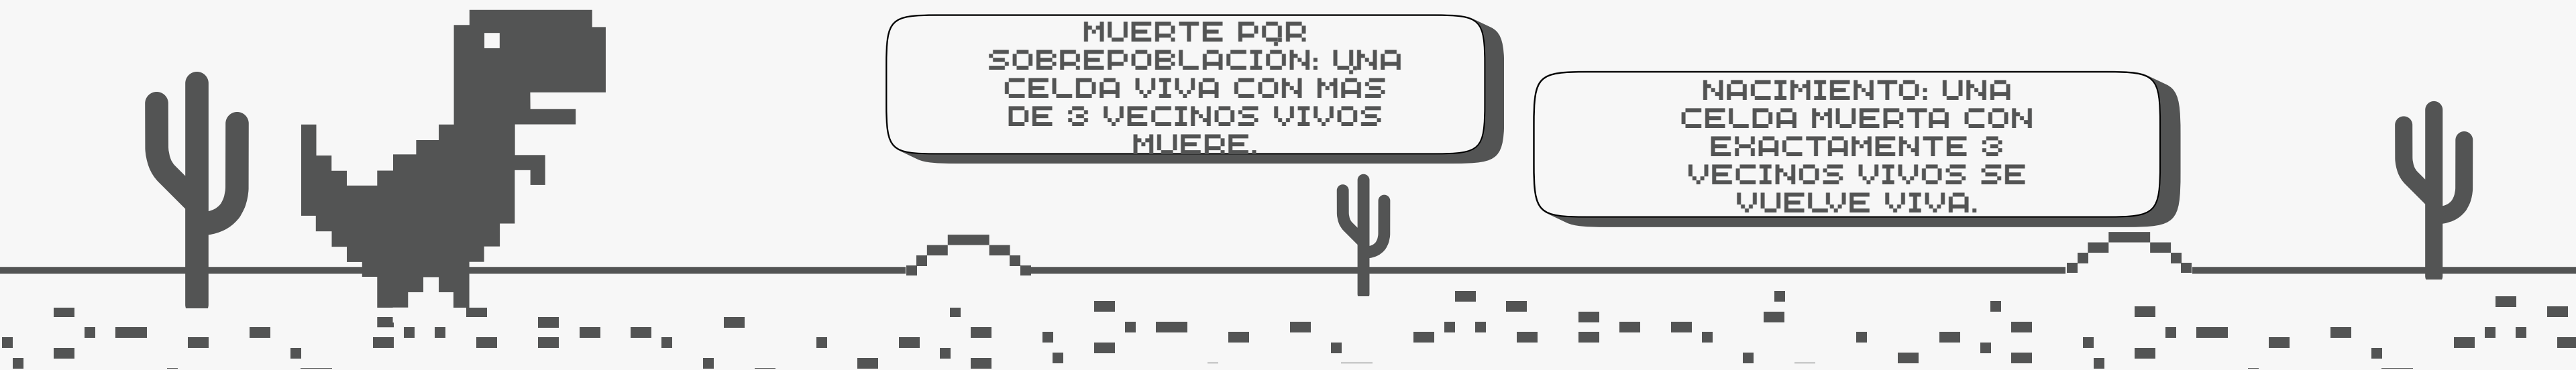 MUERTE POR
SOBREPOBLACIÓN: UNA
CELDA VIVA CON MÁS
DE 3 VECINOS VIVOS
MUERE.
NACIMIENTO: UNA
CELDA MUERTA CON
EXACTAMENTE 3
VECINOS VIVOS SE
VUELVE VIVA.